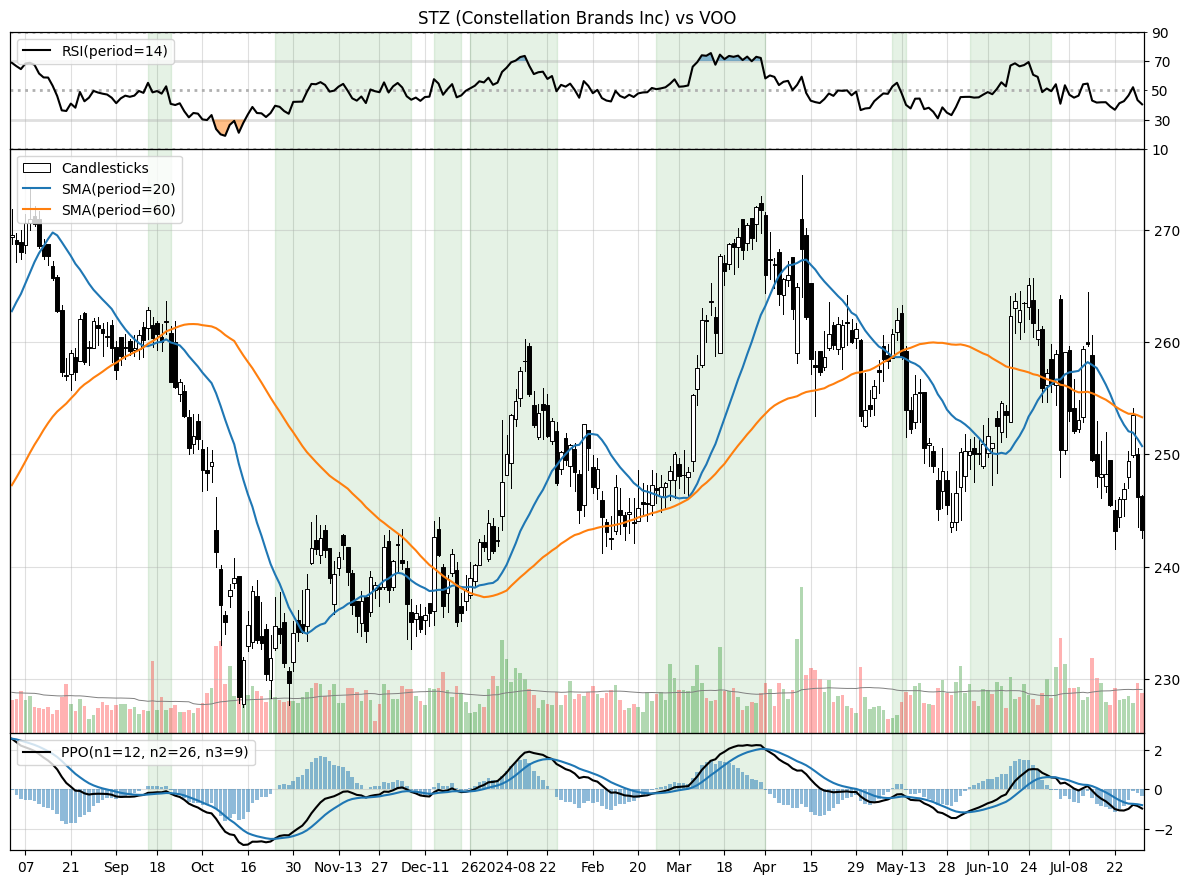 STZ (Constellation Brands Inc) vs VOO
RSI(period=14)
90
70
50
30
10
Candlesticks
SMA(period=20)
SMA(period=60)
270
260
250
240
230
PPO(n1=12, n2=26, n3=9)
2
0
−2
07 21 Sep 18 Oct 16 30 Nov-13 27 Dec-11 26 2024-08 22 Feb 20 Mar 18 Apr 15 29 May-13 28 Jun-10 24 Jul-08 22